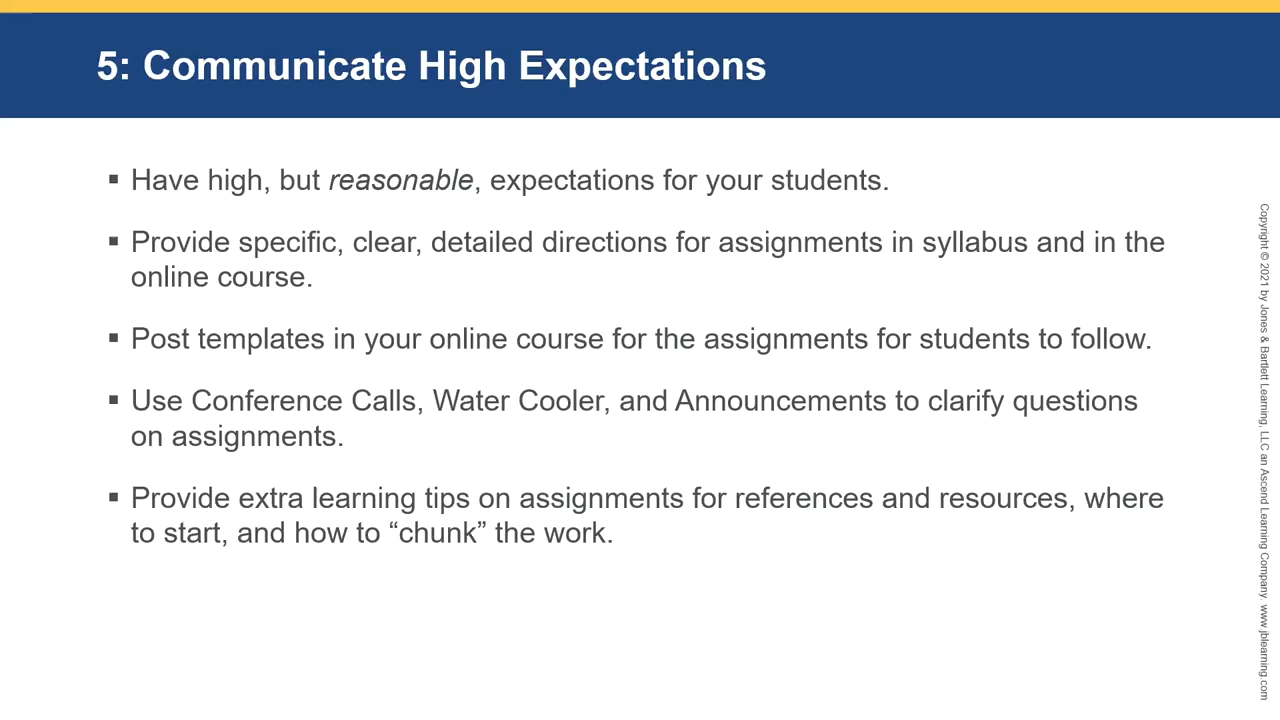 5: Communicate High Expectations
▪ Have high, but reasonable, expectations for your students.
▪ Provide specific, clear, detailed directions for assignments in syllabus and in the
online course.
▪ Post templates in your online course for the assignments for students to follow.
▪ Use Conference Calls, Water Cooler, and Announcements to clarify questions
on assignments.
▪ Provide extra learning tips on assignments for references and resources, where
to start, and how to “chunk” the work.
Copyright © 2021 by Jones & Bartlett Learning, LLC an Ascend Learning Company. www.jblearning.com